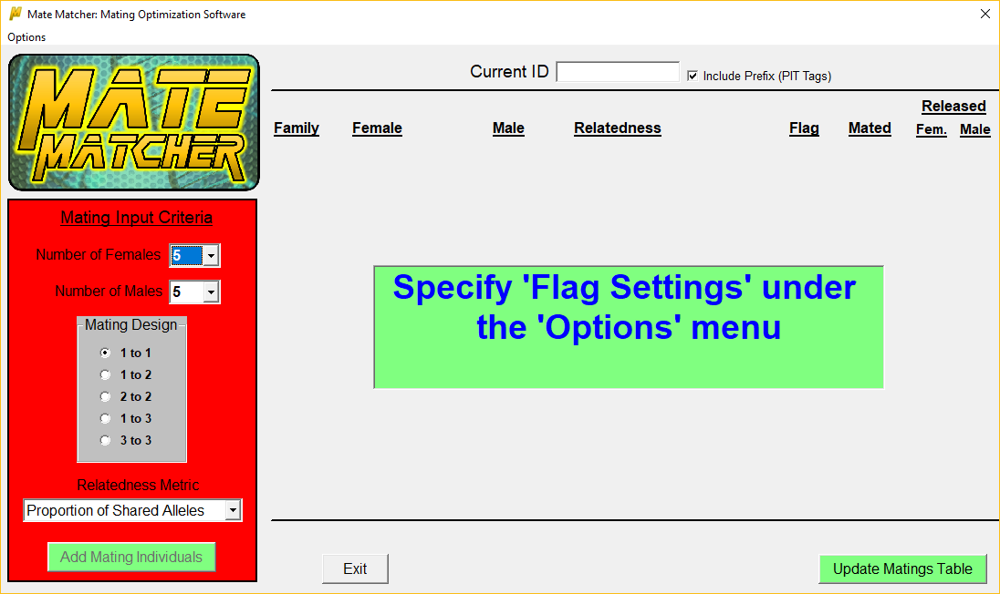 Mate Matcher: Mating Optimization Software
Options
MATE
MATCHER
Current ID
Include Prefix (PIT Tags)
Released
Family Female Male Relatedness Flag Mated Fem. Male
Mating Input Criteria
Number of Females 5
Number of Males 5
Mating Design
1 to 1
1 to 2
2 to 2
1 to 3
3 to 3
Relatedness Metric
Proportion of Shared Alleles
Add Mating Individuals
Specify 'Flag Settings' under
the 'Options' menu
Exit
Update Matings Table